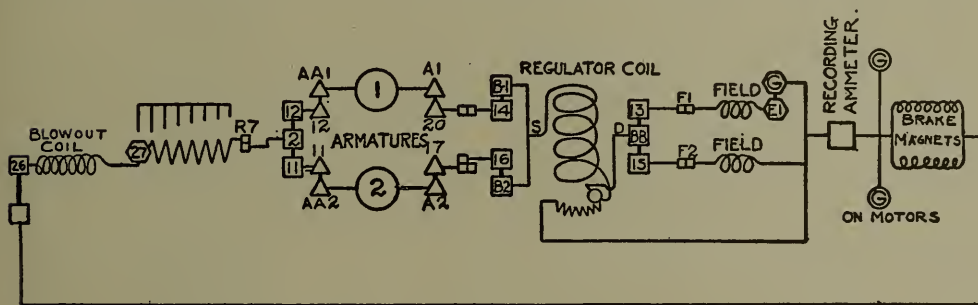 26
BLOWOUT COIL
27
R7
12
2
11
AA1
12
1
A1
20
ARMATURES
11
AA2
2
17
A2
B1
14
16
B2
S
REGULATOR COIL
D
13
BB
15
F1
F2
FIELD
FIELD
G
E1
RECORDING AMMETER.
G
G
ON MOTORS
BRAKE MAGNETS